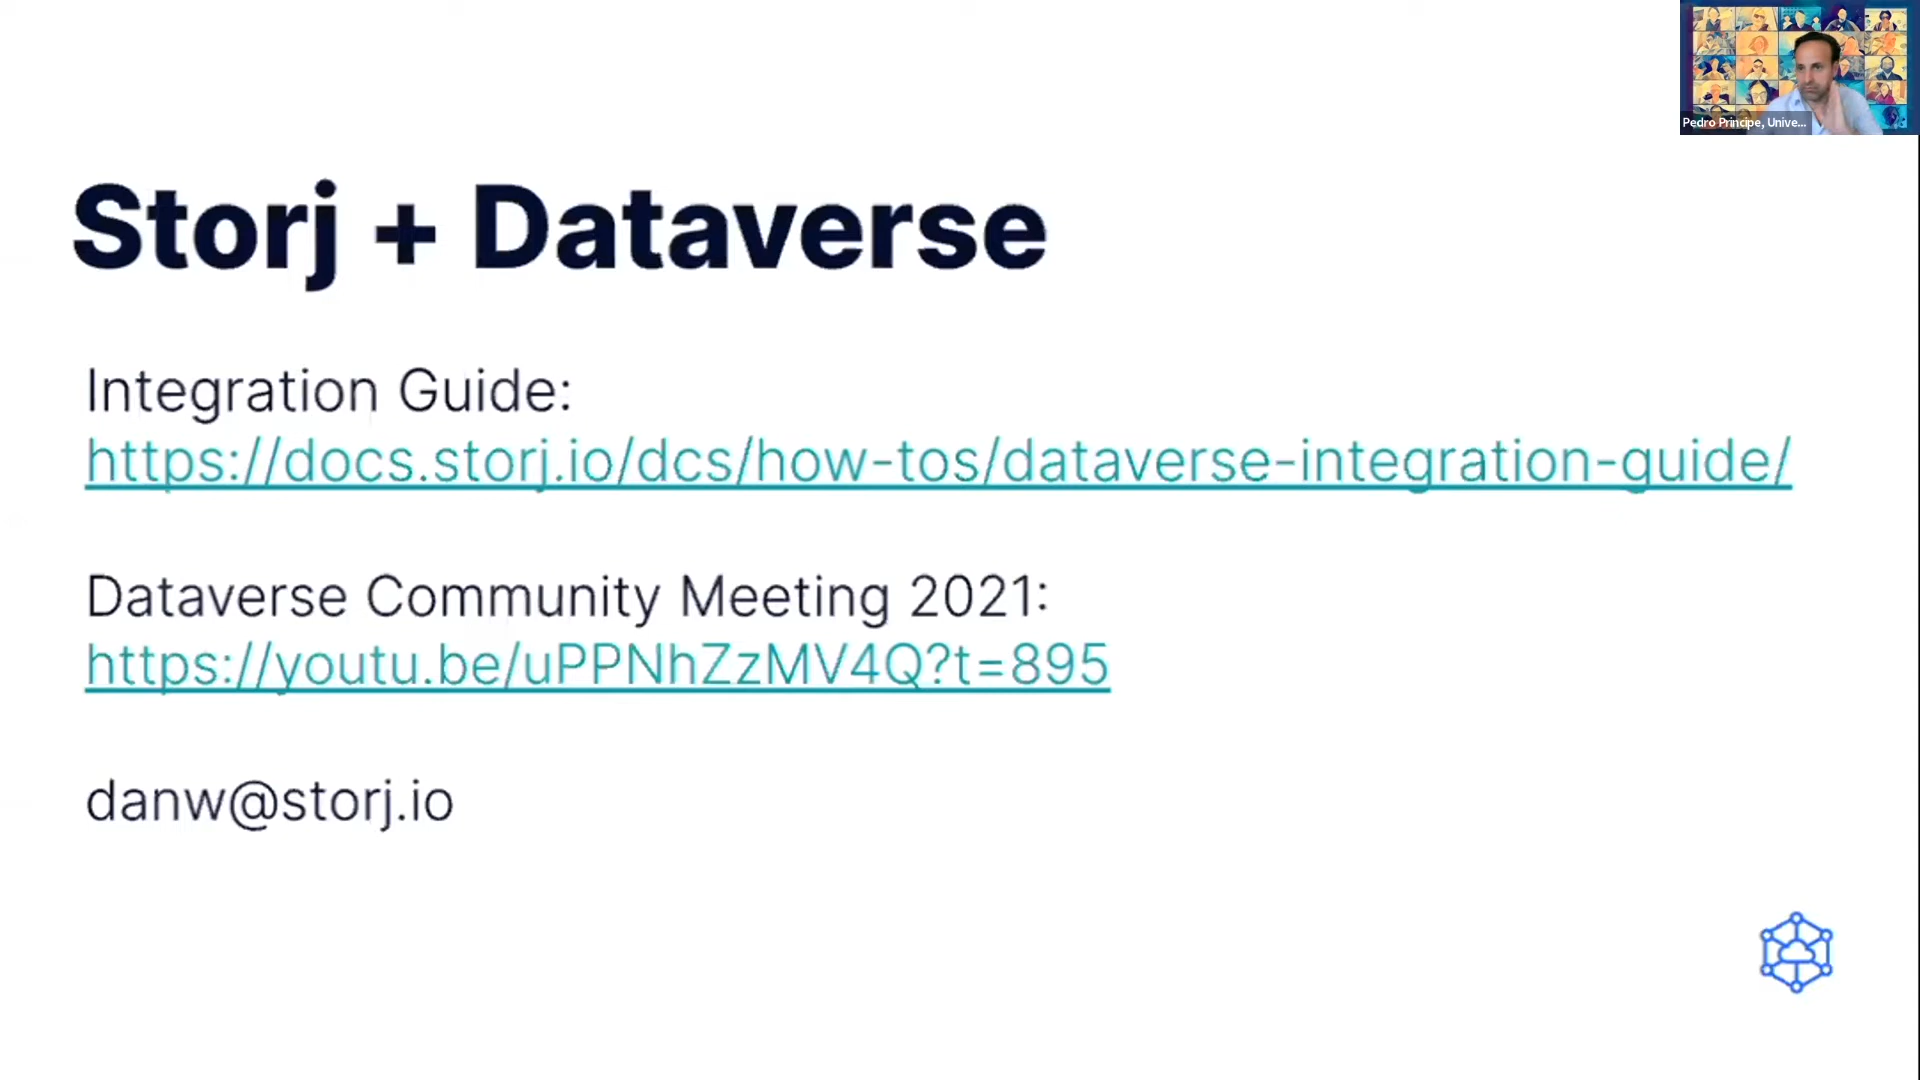 Pedro Príncipe, Unive...
Storj + Dataverse
Integration Guide:
https://docs.storj.io/dcs/how-tos/dataverse-integration-guide/
Dataverse Community Meeting 2021:
https://youtu.be/uPPNhZzMV4Q?t=895
danw@storj.io